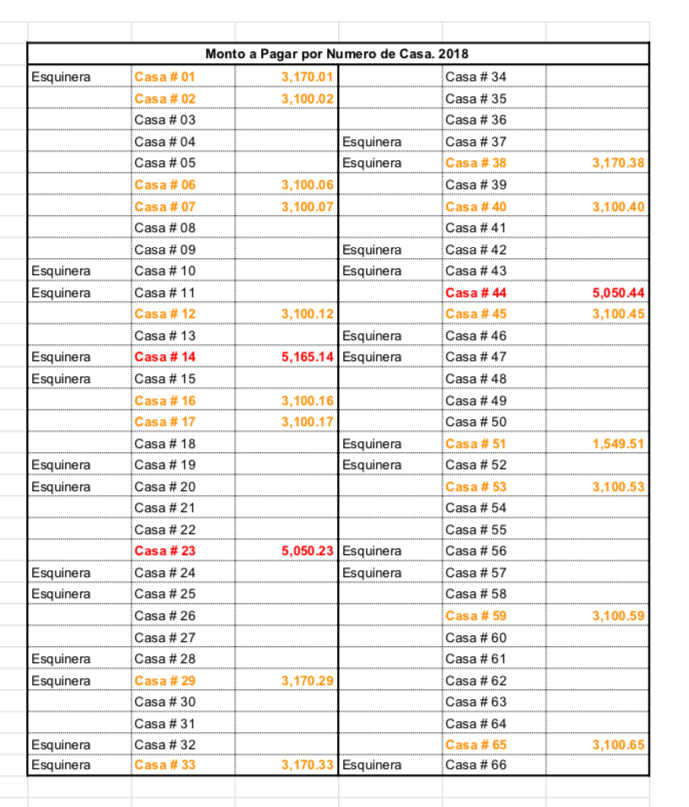 Monto a Pagar por Numero de Casa. 2018
Esquinera Casa # 01 3,170.01 Casa # 34
Casa # 02 3,100.02 Casa # 35
Casa # 03 Casa # 36
Casa # 04 Esquinera Casa # 37
Casa # 05 Esquinera Casa # 38 3,170.38
Casa # 06 3,100.06 Casa # 39
Casa # 07 3,100.07 Casa # 40 3,100.40
Casa # 08 Casa # 41
Casa # 09 Esquinera Casa # 42
Esquinera Casa # 10 Esquinera Casa # 43
Esquinera Casa # 11 Casa # 44 5,050.44
Casa # 12 3,100.12 Casa # 45 3,100.45
Casa # 13 Esquinera Casa # 46
Esquinera Casa # 14 5,165.14 Esquinera Casa # 47
Esquinera Casa # 15 Casa # 48
Casa # 16 3,100.16 Casa # 49
Casa # 17 3,100.17 Casa # 50
Casa # 18 Esquinera Casa # 51 1,549.51
Esquinera Casa # 19 Esquinera Casa # 52
Esquinera Casa # 20 Casa # 53 3,100.53
Casa # 21 Casa # 54
Casa # 22 Casa # 55
Casa # 23 5,050.23 Esquinera Casa # 56
Esquinera Casa # 24 Esquinera Casa # 57
Esquinera Casa # 25 Casa # 58
Casa # 26 Casa # 59 3,100.59
Casa # 27 Casa # 60
Esquinera Casa # 28 Casa # 61
Esquinera Casa # 29 3,170.29 Casa # 62
Casa # 30 Casa # 63
Casa # 31 Casa # 64
Esquinera Casa # 32 Casa # 65 3,100.65
Esquinera Casa # 33 3,170.33 Esquinera Casa # 66